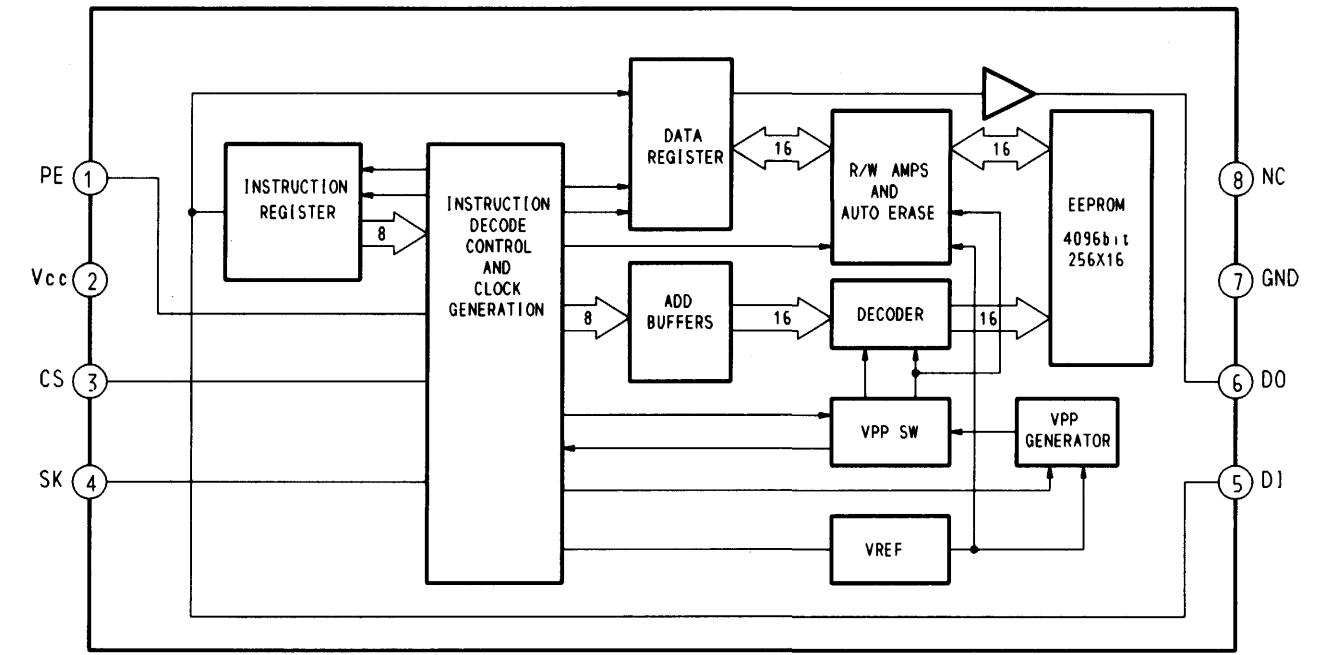 PE 1
Vcc 2
CS 3
SK 4
INSTRUCTION
REGISTER
8
INSTRUCTION
DECODE
CONTROL
AND
CLOCK
GENERATION
8
DATA
REGISTER
16
ADD
BUFFERS
16
R/W AMPS
AND
AUTO ERASE
16
DECODER
16
VPP SW
VREF
EEPROM
4096bit
256X16
VPP
GENERATOR
8 NC
7 GND
6 DO
5 DI